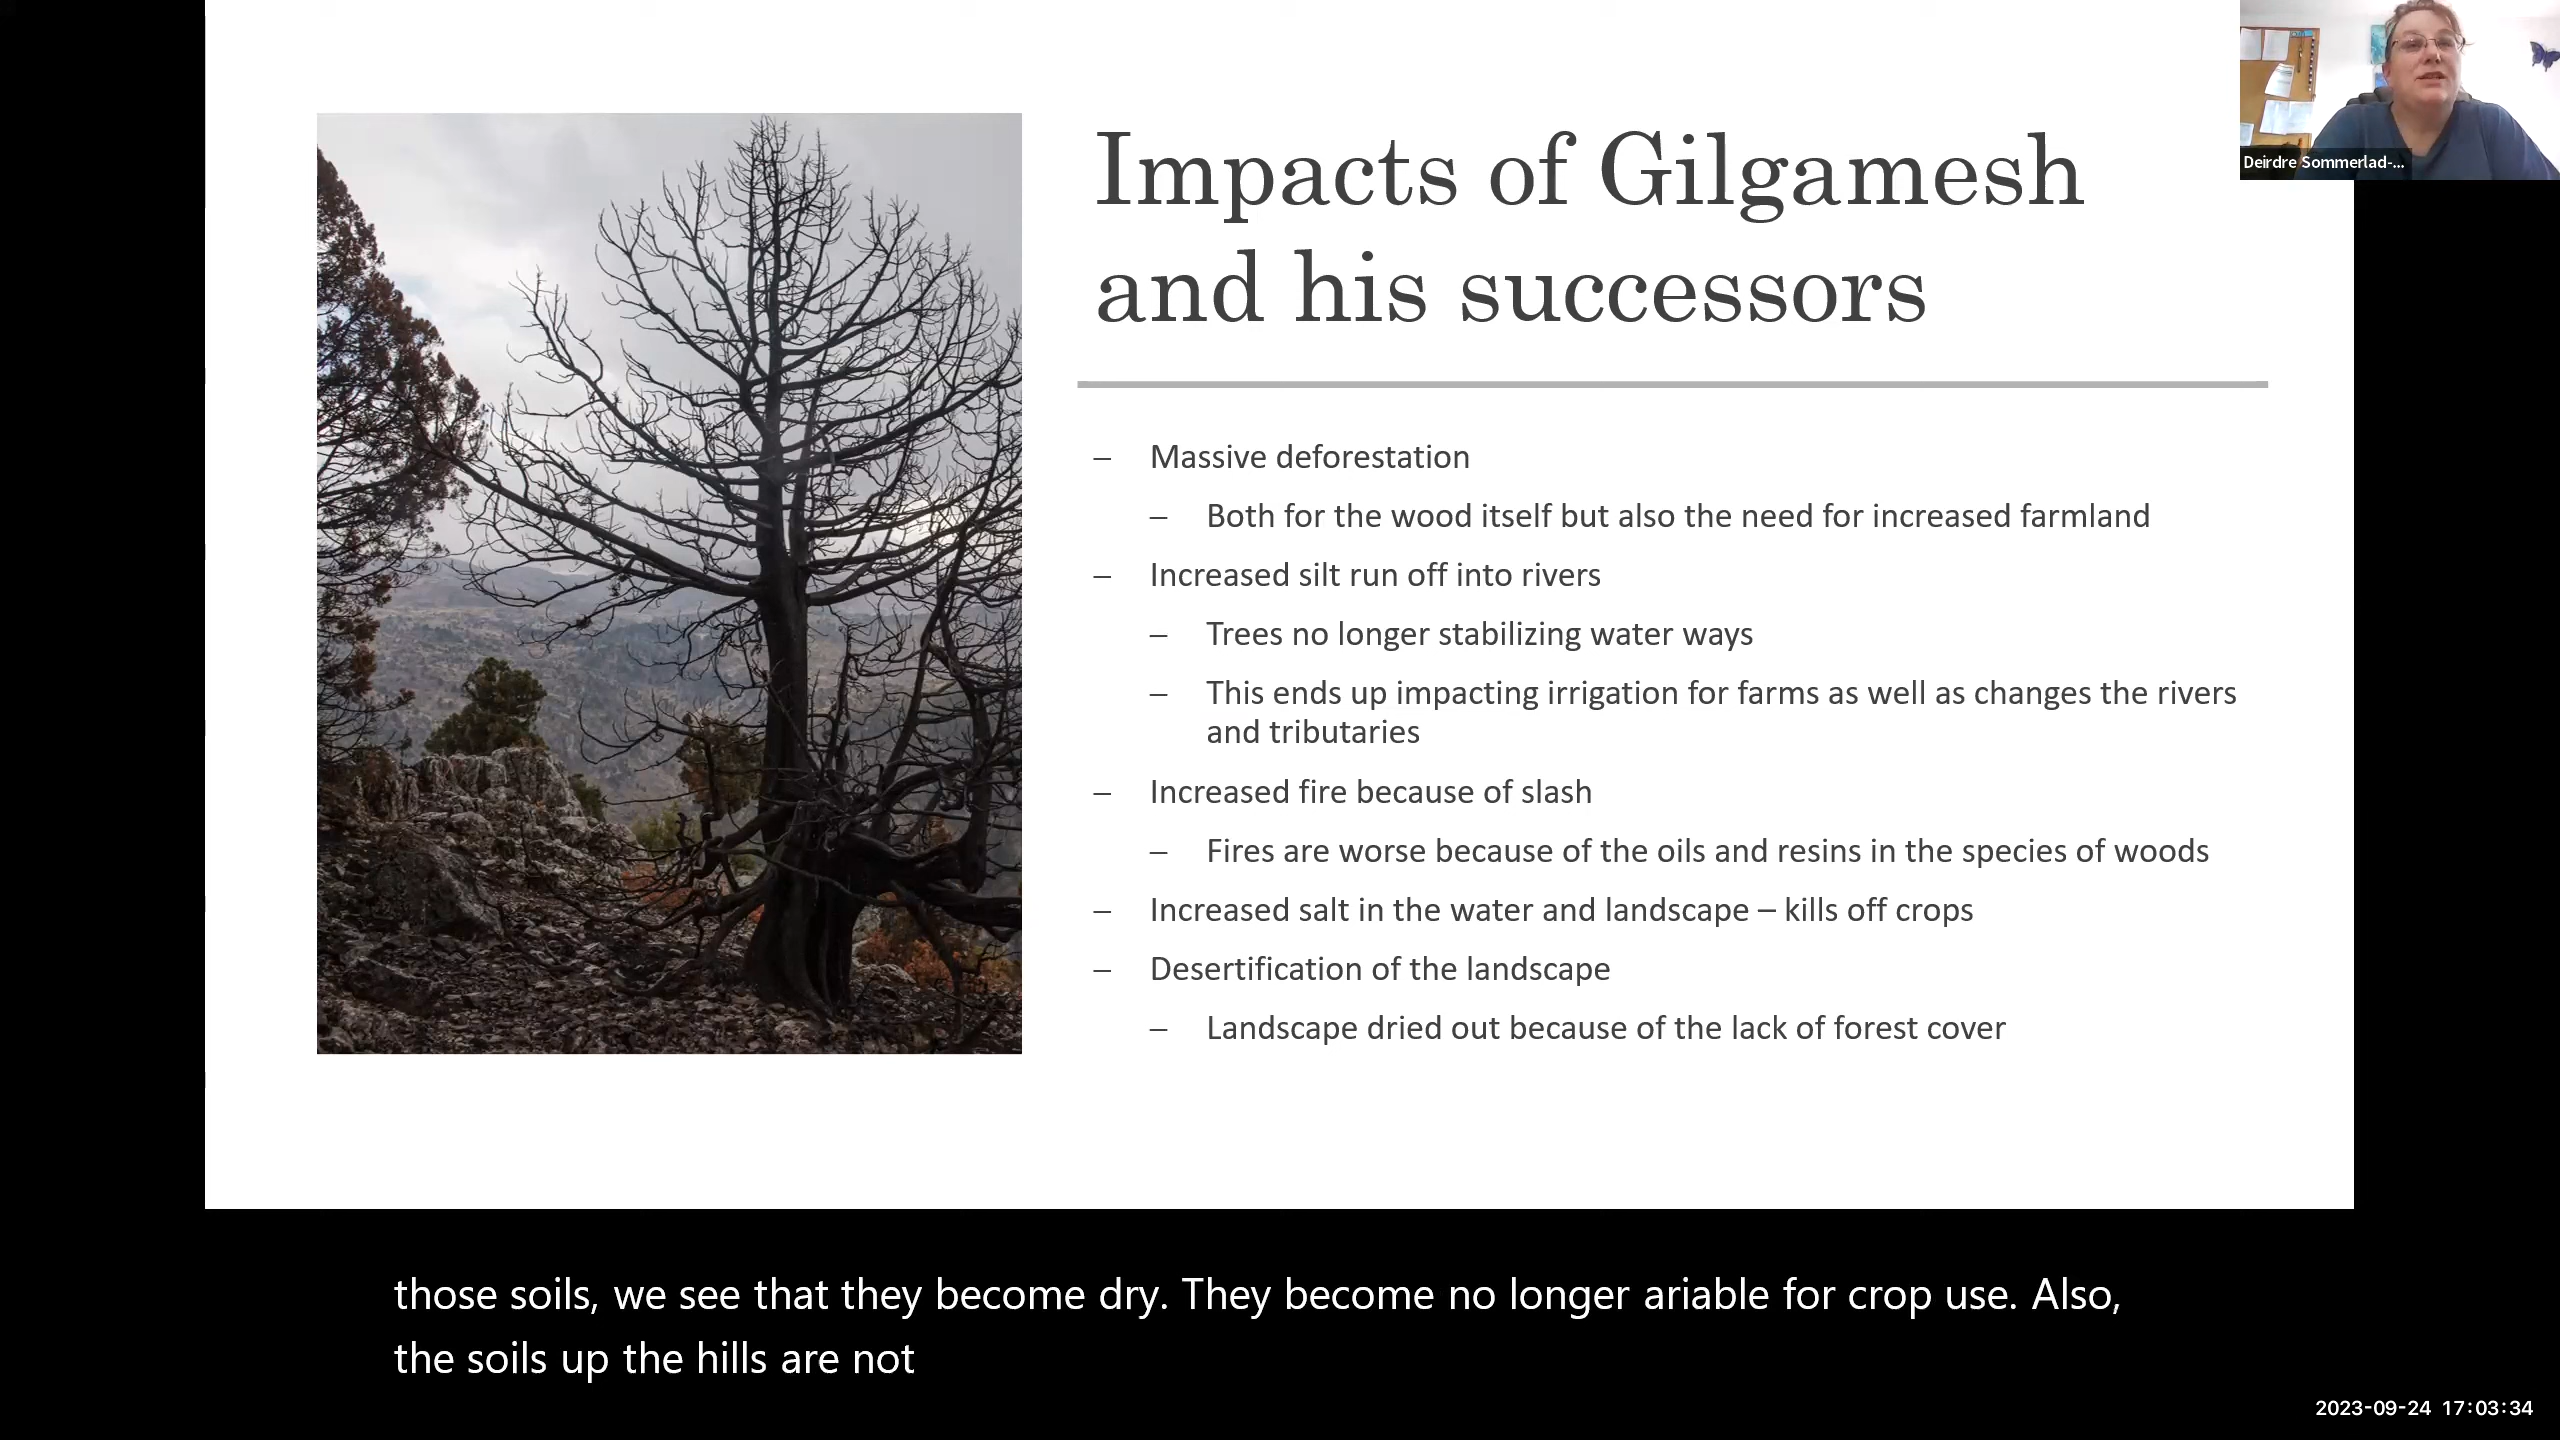 Impacts of Gilgamesh
and his successors
– Massive deforestation
– Both for the wood itself but also the need for increased farmland
– Increased silt run off into rivers
– Trees no longer stabilizing water ways
– This ends up impacting irrigation for farms as well as changes the rivers
and tributaries
– Increased fire because of slash
– Fires are worse because of the oils and resins in the species of woods
– Increased salt in the water and landscape – kills off crops
– Desertification of the landscape
– Landscape dried out because of the lack of forest cover
Deirdre Sommerlad-...
those soils, we see that they become dry. They become no longer ariable for crop use. Also,
the soils up the hills are not
2023-09-24 17:03:34